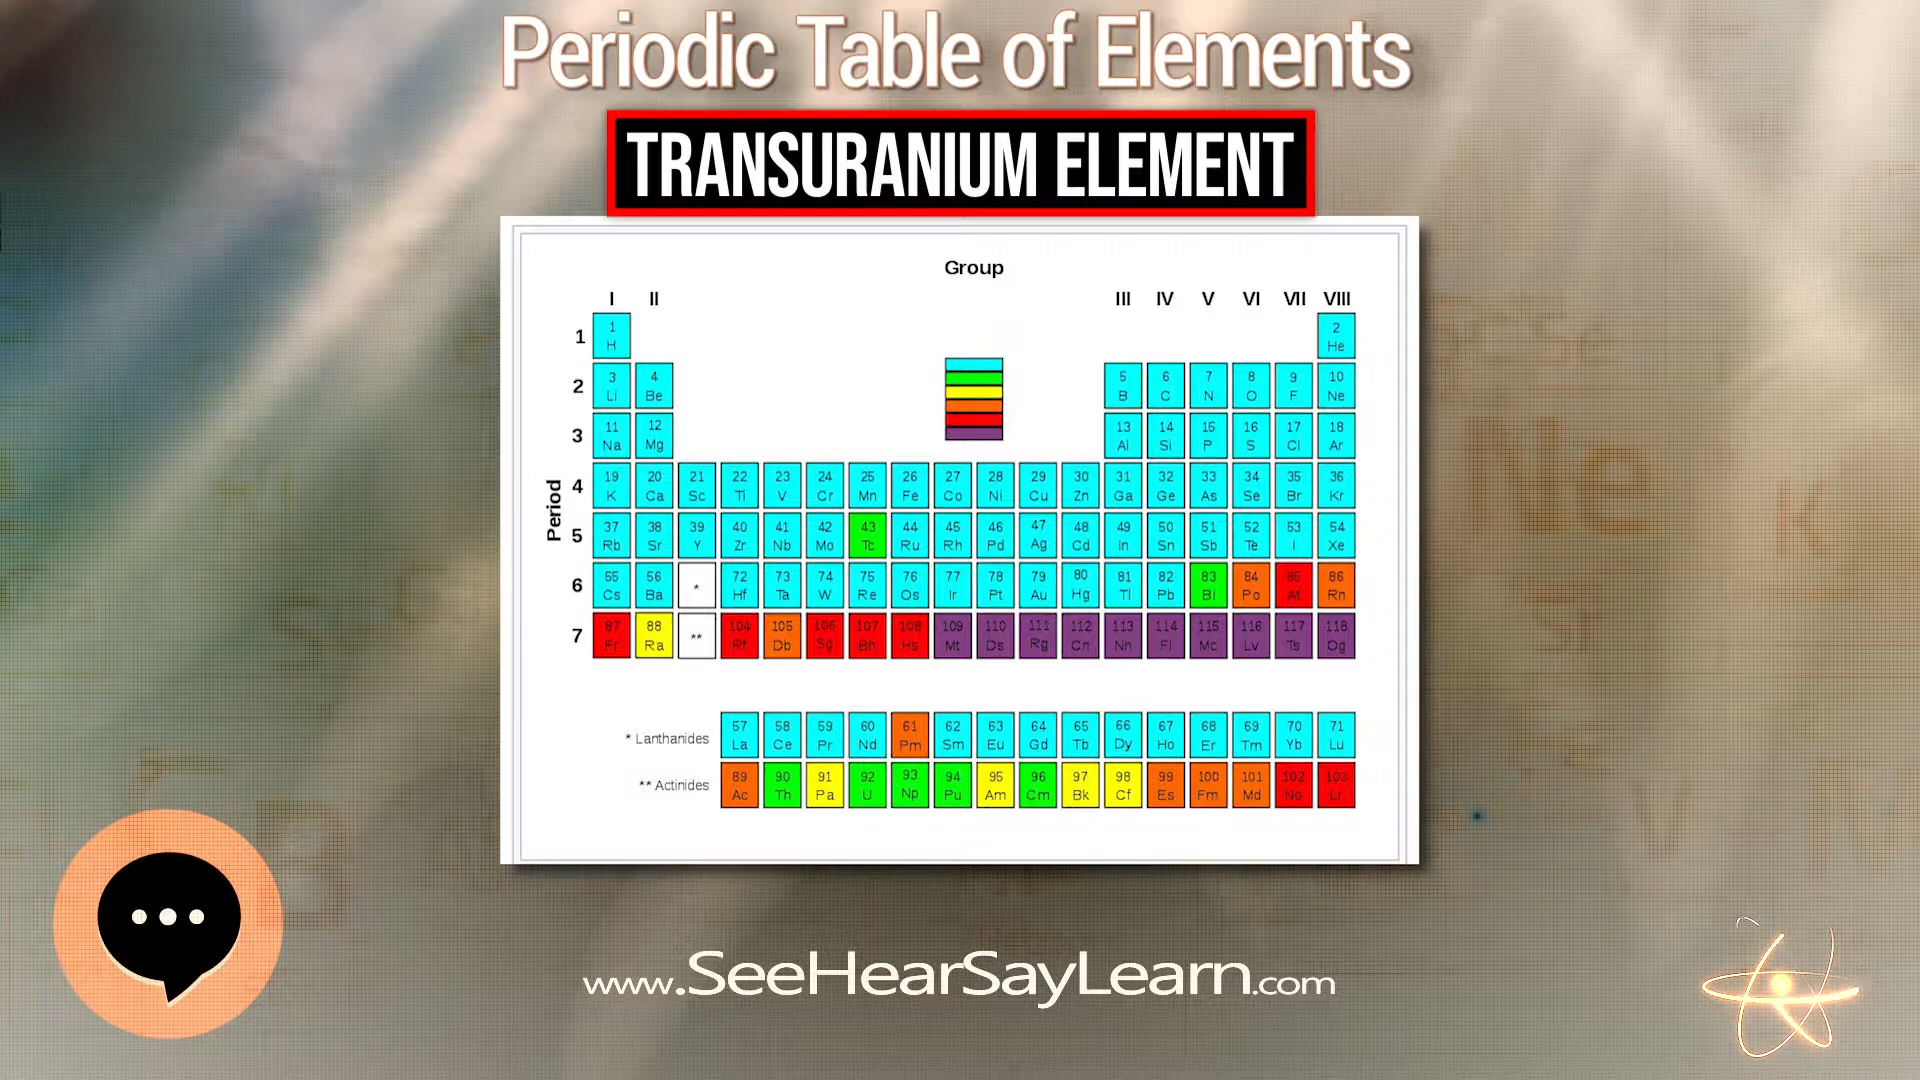 Periodic Table of Elements
TRANSURANIUM ELEMENT
Group
I II III IV V VI VII VIII
Period
1 1 H 2 He
2 3 Li 4 Be 5 B 6 C 7 N 8 O 9 F 10 Ne
3 11 Na 12 Mg 13 Al 14 Si 15 P 16 S 17 Cl 18 Ar
4 19 K 20 Ca 21 Sc 22 Ti 23 V 24 Cr 25 Mn 26 Fe 27 Co 28 Ni 29 Cu 30 Zn 31 Ga 32 Ge 33 As 34 Se 35 Br 36 Kr
5 37 Rb 38 Sr 39 Y 40 Zr 41 Nb 42 Mo 43 Tc 44 Ru 45 Rh 46 Pd 47 Ag 48 Cd 49 In 50 Sn 51 Sb 52 Te 53 I 54 Xe
6 55 Cs 56 Ba * 72 Hf 73 Ta 74 W 75 Re 76 Os 77 Ir 78 Pt 79 Au 80 Hg 81 Tl 82 Pb 83 Bi 84 Po 85 At 86 Rn
7 87 Fr 88 Ra ** 104 Rf 105 Db 106 Sg 107 Bh 108 Hs 109 Mt 110 Ds 111 Rg 112 Cn 113 Nh 114 Fl 115 Mc 116 Lv 117 Ts 118 Og
* Lanthanides 57 La 58 Ce 59 Pr 60 Nd 61 Pm 62 Sm 63 Eu 64 Gd 65 Tb 66 Dy 67 Ho 68 Er 69 Tm 70 Yb 71 Lu
** Actinides 89 Ac 90 Th 91 Pa 92 U 93 Np 94 Pu 95 Am 96 Cm 97 Bk 98 Cf 99 Es 100 Fm 101 Md 102 No 103 Lr
www.SeeHearSayLearn.com